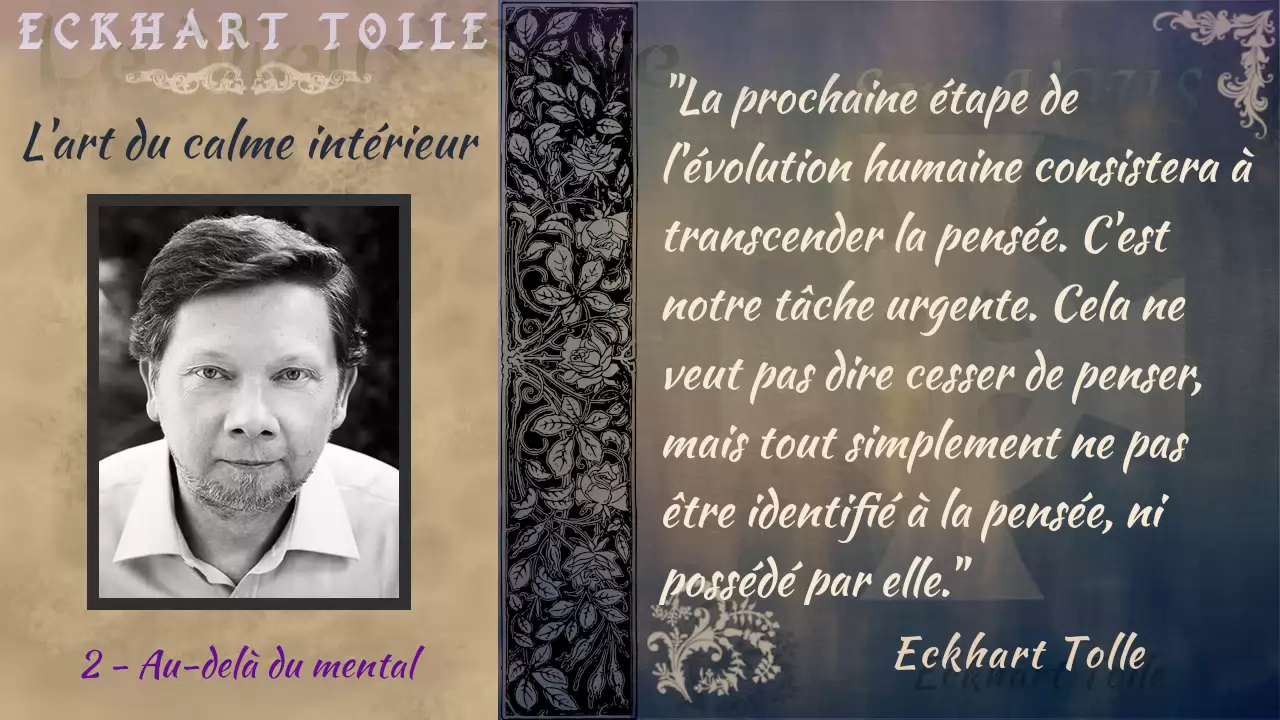 ECKHART TOLLE
L'art du calme intérieur
2 - Au-delà du mental
"La prochaine étape de
l'évolution humaine consistera à
transcender la pensée. C'est
notre tâche urgente. Cela ne
veut pas dire cesser de penser,
mais tout simplement ne pas
être identifié à la pensée, ni
possédé par elle."
Eckhart Tolle